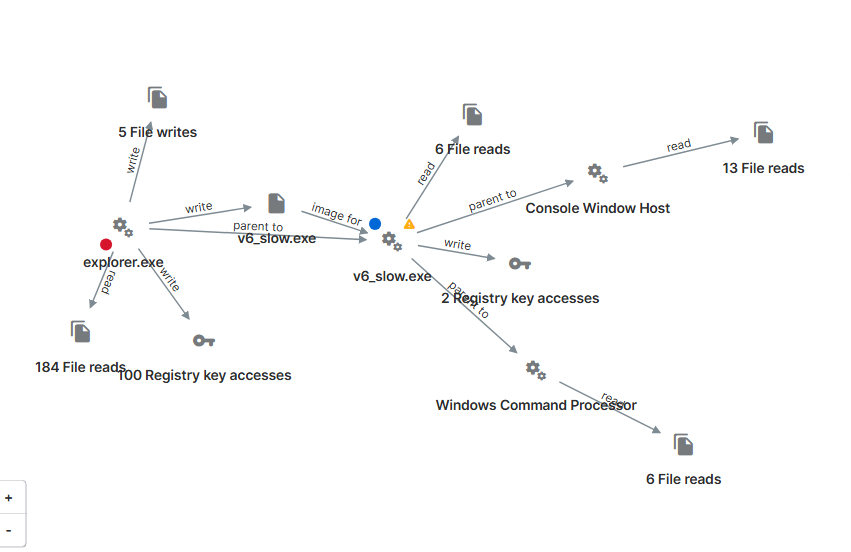 5 File writes
write
6 File reads
read
read
13 File reads
parent to
Console Window Host
write
image for
parent to
v6_slow.exe
explorer.exe
v6_slow.exe
write
2 Registry key accesses
parent to
read
write
184 File reads
100 Registry key accesses
Windows Command Processor
read
6 File reads
+
-